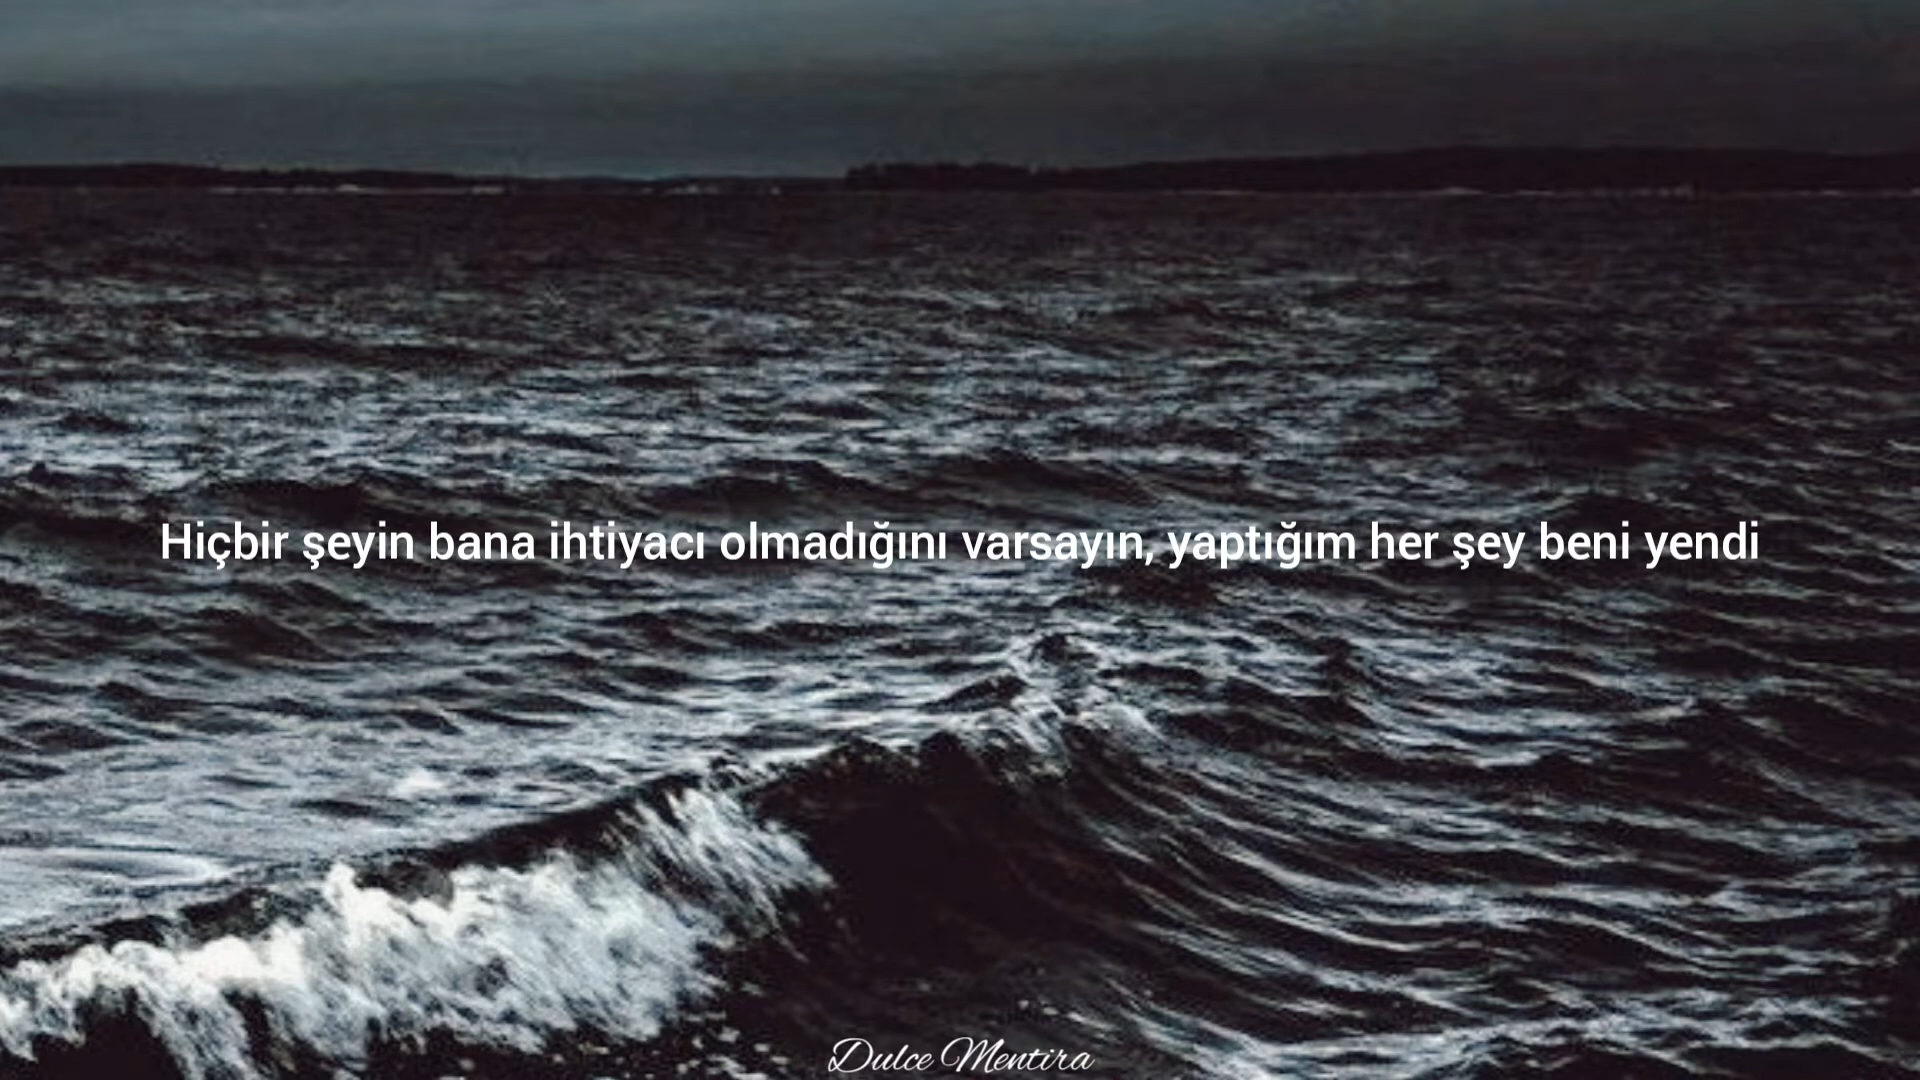 Hiçbir şeyin bana ihtiyacı olmadığını varsayın, yaptığım her şey beni yendi
Dulce Mentira